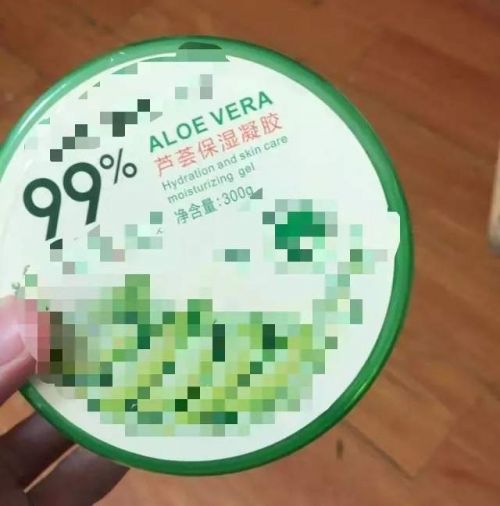 99%
ALOE VERA
芦荟保湿凝胶
Hydration and skin care
moisturizing gel
净含量:300g